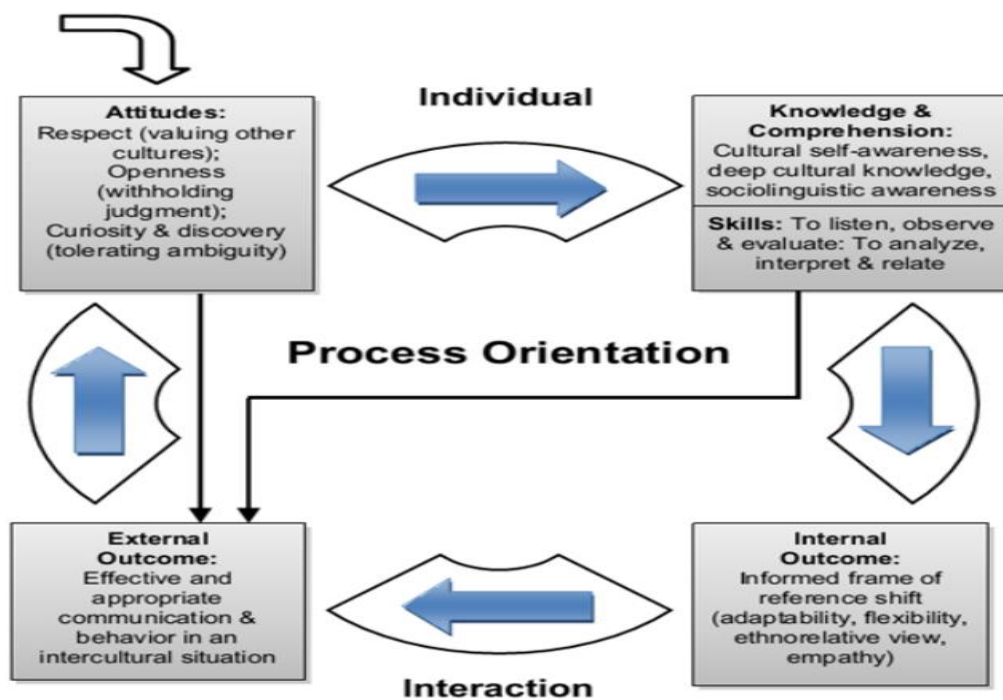 Individual
Attitudes:
Respect (valuing other
cultures);
Openness
(withholding
judgment);
Curiosity & discovery
(tolerating ambiguity)
Knowledge &
Comprehension:
Cultural self-awareness,
deep cultural knowledge,
sociolinguistic awareness
Skills: To listen, observe
& evaluate: To analyze,
interpret & relate
Process Orientation
External
Outcome:
Effective and
appropriate
communication &
behavior in an
intercultural situation
Internal
Outcome:
Informed frame of
reference shift
(adaptability, flexibility,
ethnorelative view,
empathy)
Interaction